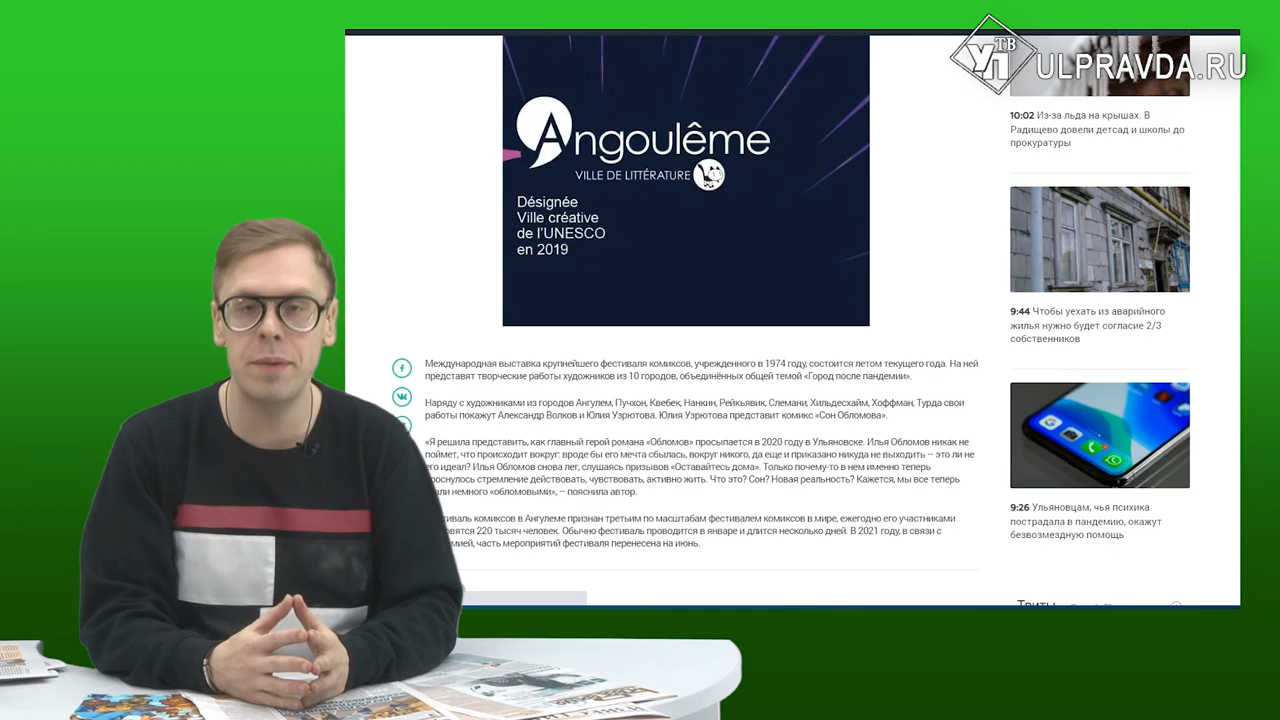 УП ТВ
ULPRAVDA.RU
Angoulême
VILLE DE LITTÉRATURE
Désignée
Ville créative
de l'UNESCO
en 2019
Международная выставка крупнейшего фестиваля комиксов, учрежденного в 1974 году, состоится летом текущего года. На ней
представят творческие работы художников из 10 городов, объединённых общей темой «Город после пандемии».
Наряду с художниками из городов Ангулем, Пучхон, Квебек, Нанкин, Рейкьявик, Слемани, Хильдесхайм, Хоффман, Турда свои
работы покажут Александр Волков и Юлия Узрютова. Юлия Узрютова представит комикс «Сон Обломова».
«Я решила представить, как главный герой романа «Обломов» просыпается в 2020 году в Ульяновске. Илья Обломов никак не
поймет, что происходит вокруг: вроде бы его мечта сбылась, вокруг никого, да еще и приказано никуда не выходить – это ли не
его идеал? Илья Обломов снова лег, слушаясь призывов «Оставайтесь дома». Только почему-то в нем именно теперь
проснулось стремление действовать, чувствовать, активно жить. Что это? Сон? Новая реальность? Кажется, мы все теперь
немного «обломовыми», – пояснила автор.
комиксов в Ангулеме признан третьим по масштабам фестивалем комиксов в мире, ежегодно его участниками
220 тысяч человек. Обычно фестиваль проводится в январе и длится несколько дней. В 2021 году, в связи с
часть мероприятий фестиваля перенесена на июнь.
10:02 Из-за льда на крышах. В
Радищево довели детсад и школы до
прокуратуры
9:44 Чтобы уехать из аварийного
жилья нужно будет согласие 2/3
собственников
9:26 Ульяновцам, чья психика
пострадала в пандемию, окажут
безвозмездную помощь
Твиты